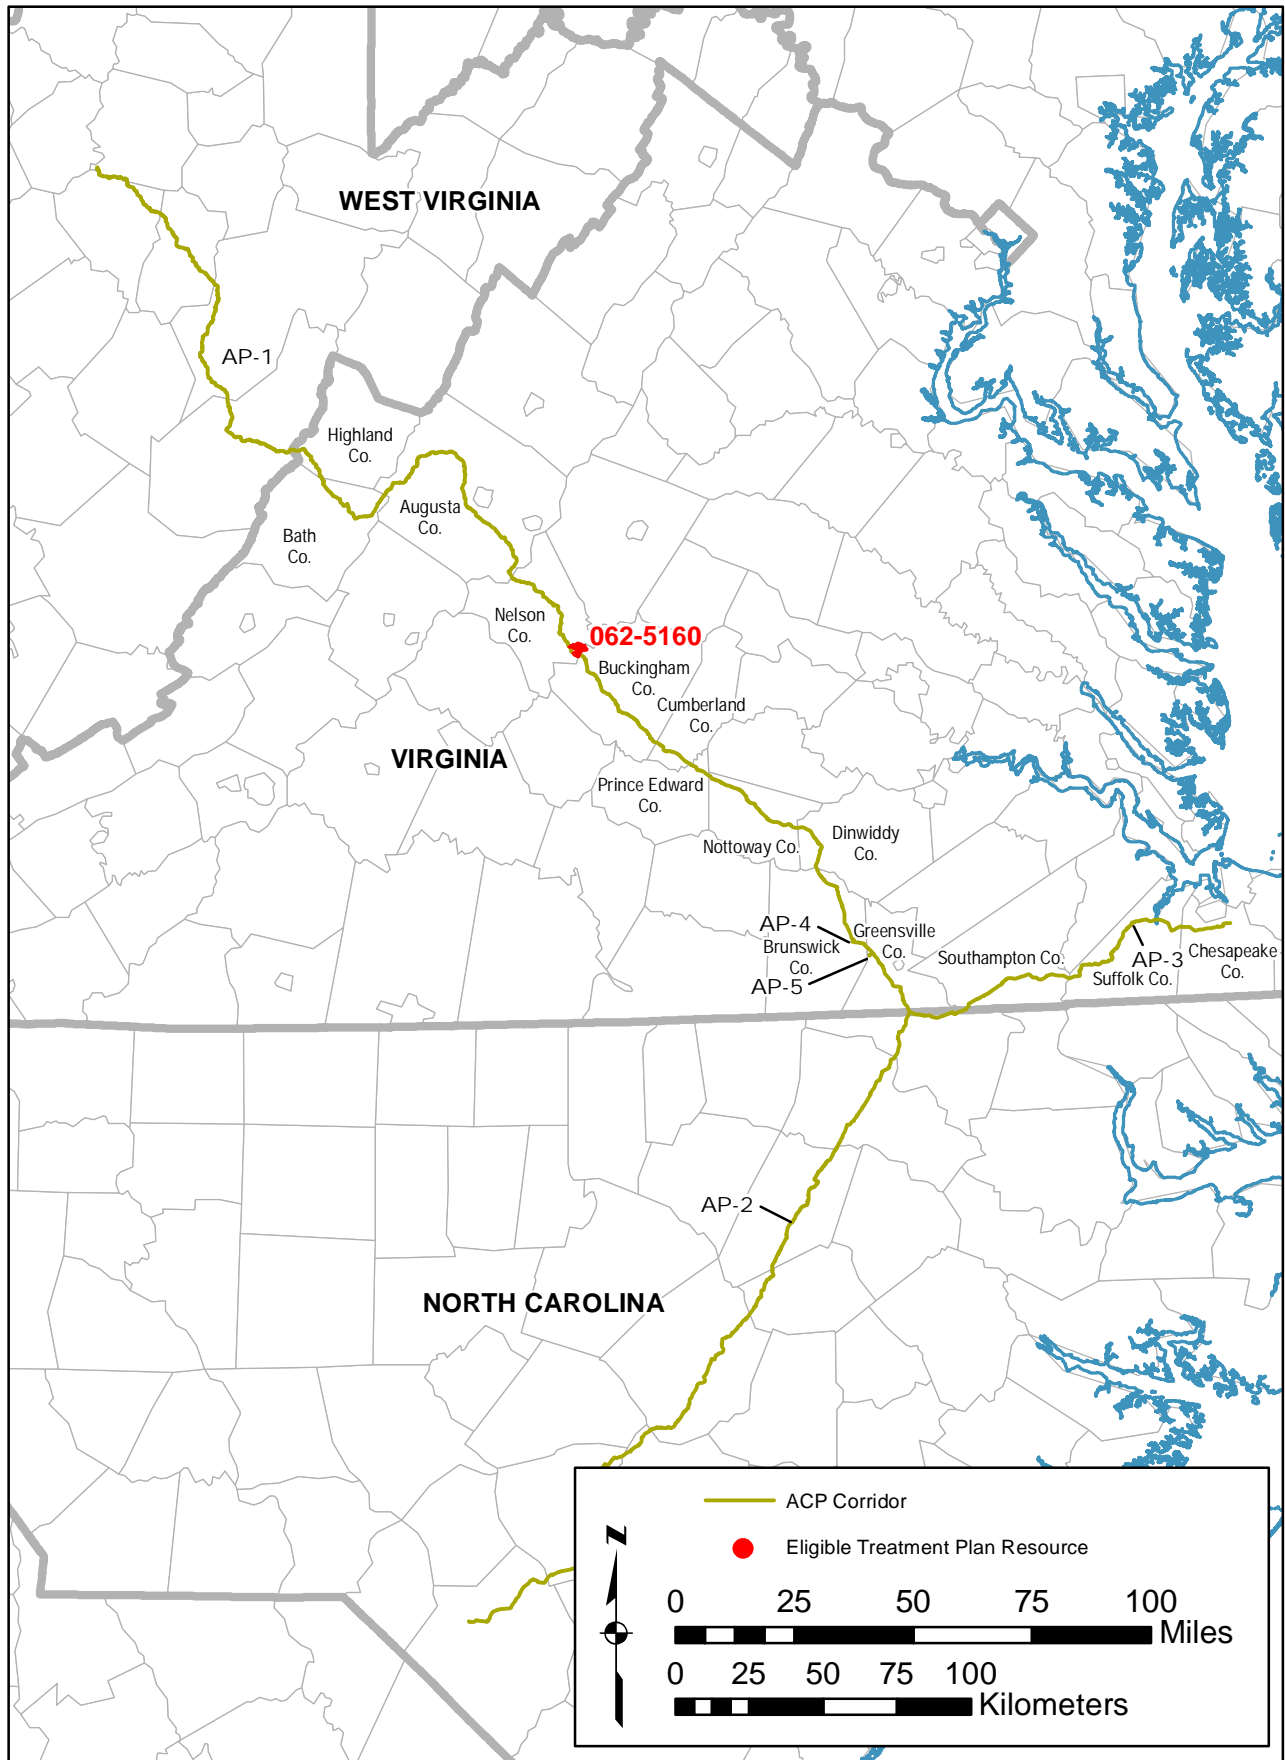 WEST VIRGINIA
AP-1
Highland
Co.
Augusta
Co.
Bath
Co.
Nelson
Co.
062-5160
Buckingham
Co.
Cumberland
Co.
VIRGINIA
Prince Edward
Co.
Dinwiddy
Co.
Nottoway Co.
AP-4
Greensville
Co.
Brunswick
Co.
AP-5
Southampton Co.
AP-3
Chesapeake
Co.
Suffolk Co.
AP-2
NORTH CAROLINA
ACP Corridor
Eligible Treatment Plan Resource
N
0 25 50 75 100
Miles
0 25 50 75 100
Kilometers